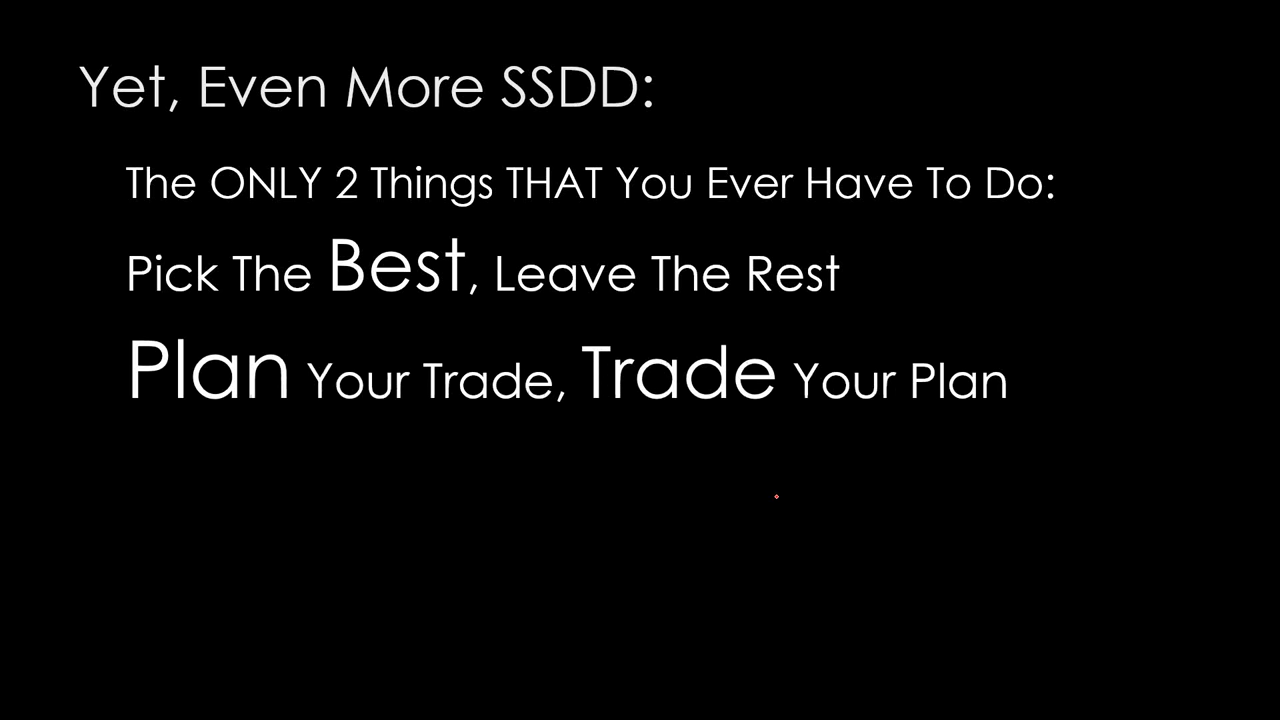 Yet, Even More SSDD:
The ONLY 2 Things THAT You Ever Have To Do:
Pick The Best, Leave The Rest
Plan Your Trade, Trade Your Plan